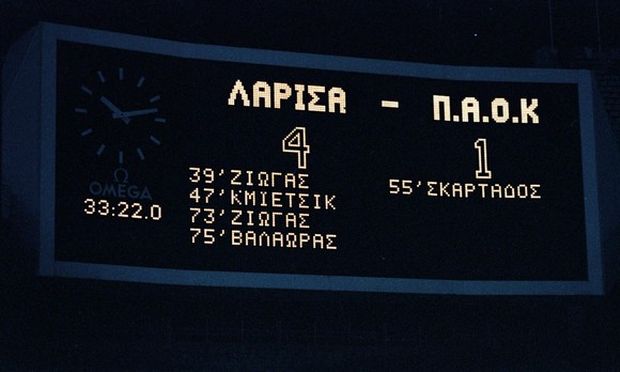 ΛΑΡΙΣΑ - Π.Α.Ο.Κ
4 1
39'ΖΙΩΓΑΣ
47'ΚΜΙΕΤΣΙΚ
73'ΖΙΩΓΑΣ
75'ΒΑΛΑΩΡΑΣ
55'ΣΚΑΡΤΑΔΟΣ
Ω
OMEGA
33:22.0